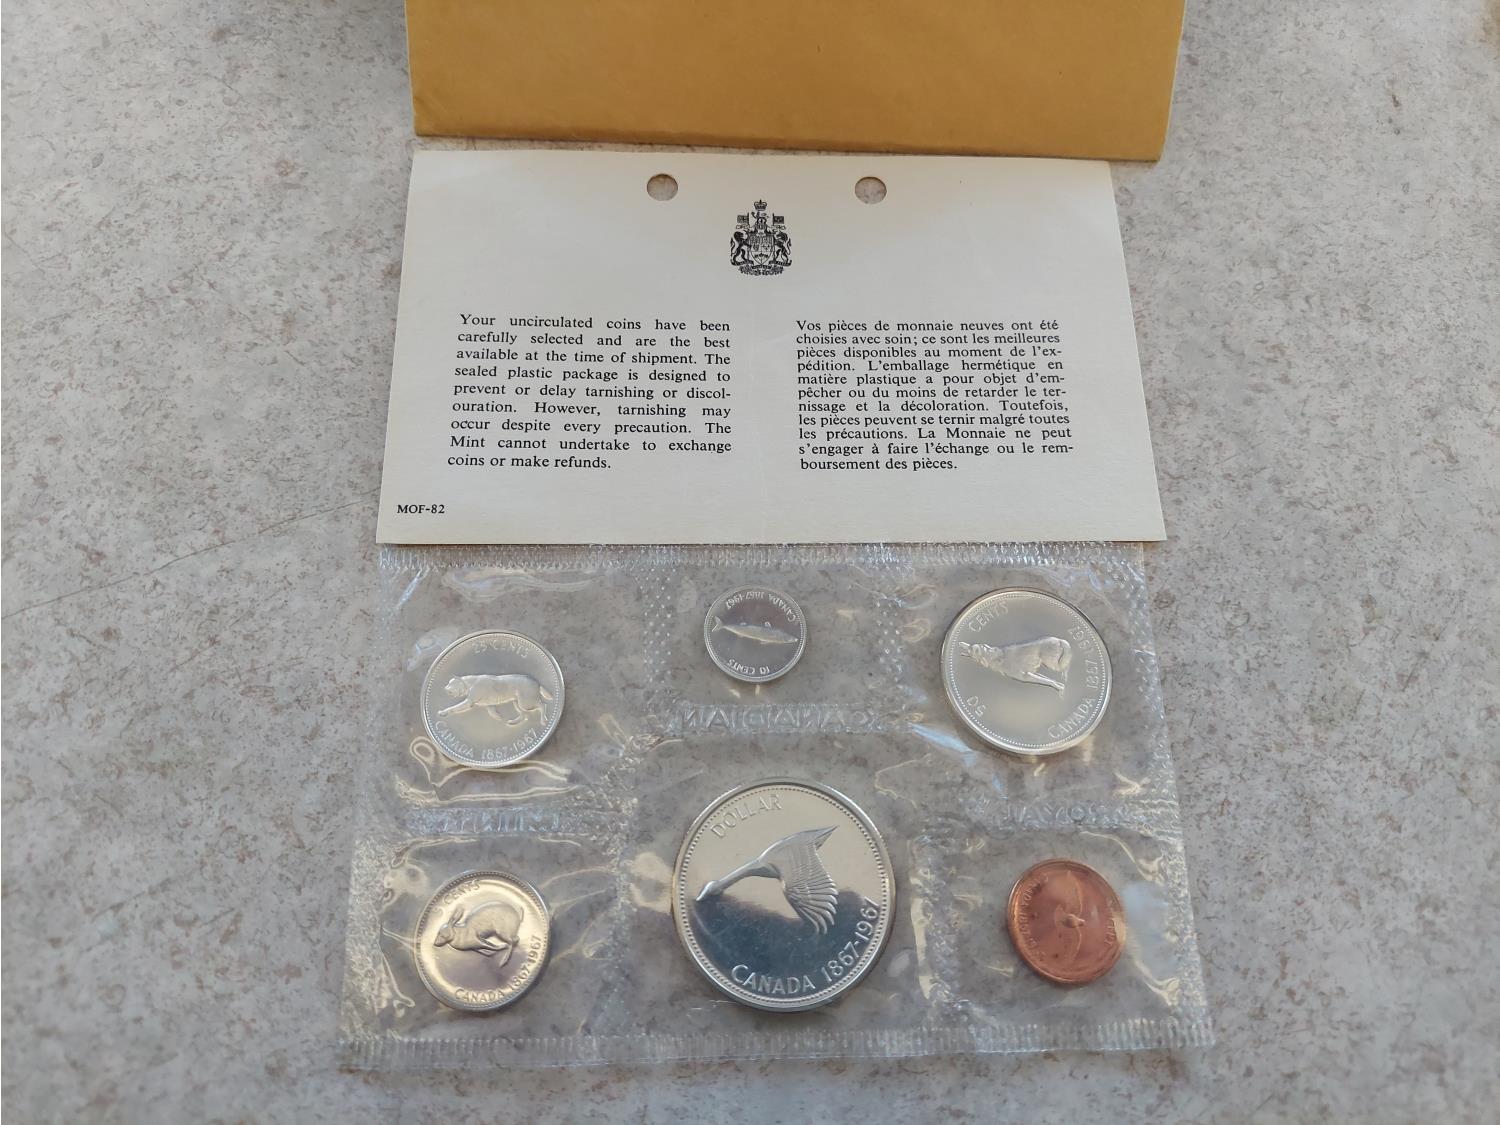 Your uncirculated coins have been
carefully selected and are the best
available at the time of shipment. The
sealed plastic package is designed to
prevent or delay tarnishing or discol-
ouration. However, tarnishing may
occur despite every precaution. The
Mint cannot undertake to exchange
coins or make refunds.
Vos pièces de monnaie neuves ont été
choisies avec soin; ce sont les meilleures
pièces disponibles au moment de l'ex-
pédition. L'emballage hermétique en
matière plastique a pour objet d'em-
pêcher ou du moins de retarder le ter-
nissage et la décoloration. Toutefois,
les pièces peuvent se ternir malgré toutes
les précautions. La Monnaie ne peut
s'engager à faire l'échange ou le rem-
boursement des pièces.
MOF-82
25 CENTS
CANADA 1867-1967
CANADA 1867-1967
10 CENTS
50 CENTS
CANADA 1867 1967
CANADIAN
ROYAL
MINT
5 CENTS
CANADA 1867-1967
DOLLAR
CANADA 1867-1967